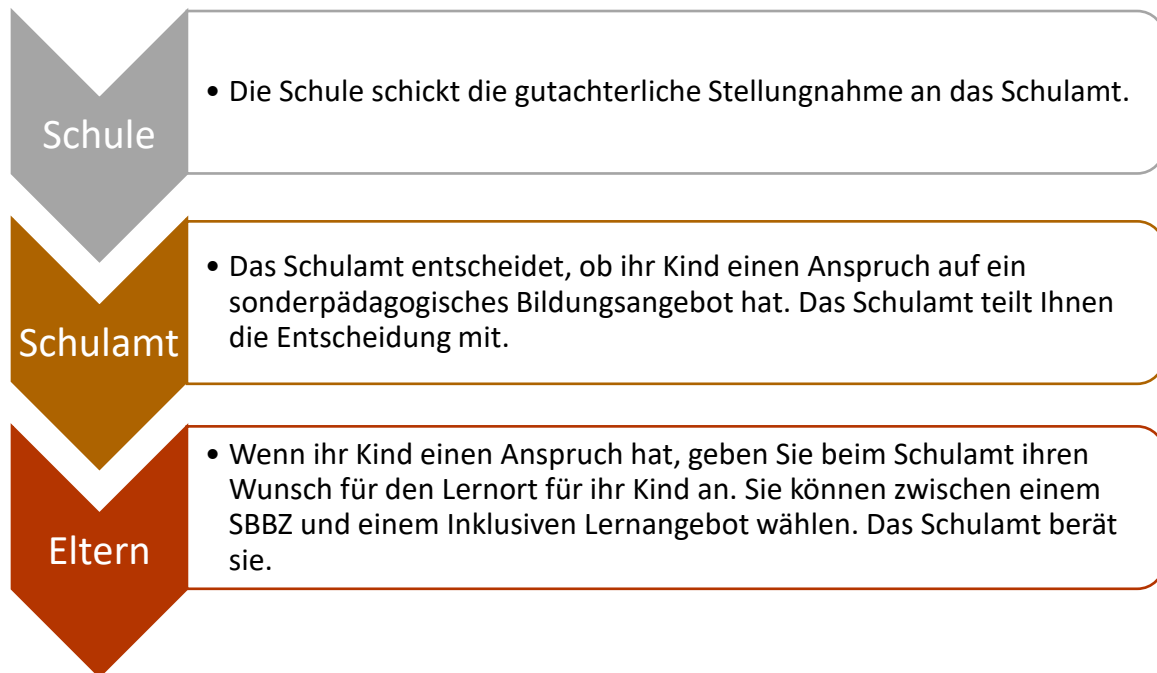 Schule
• Die Schule schickt die gutachterliche Stellungnahme an das Schulamt.
Schulamt
• Das Schulamt entscheidet, ob ihr Kind einen Anspruch auf ein
sonderpädagogisches Bildungsangebot hat. Das Schulamt teilt Ihnen
die Entscheidung mit.
Eltern
• Wenn ihr Kind einen Anspruch hat, geben Sie beim Schulamt ihren
Wunsch für den Lernort für ihr Kind an. Sie können zwischen einem
SBBZ und einem Inklusiven Lernangebot wählen. Das Schulamt berät
sie.